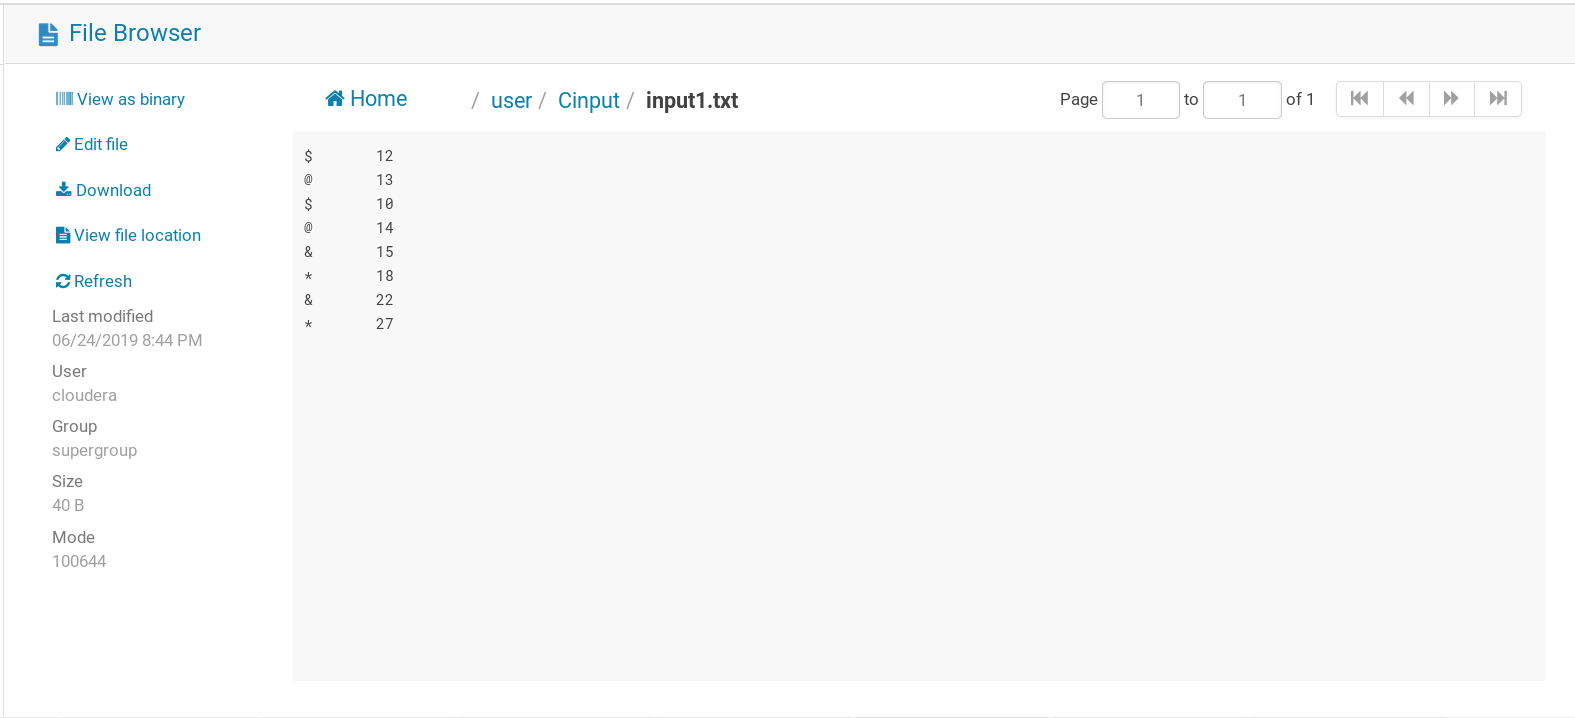 File Browser
View as binary
Edit file
Download
View file location
Refresh
Last modified
06/24/2019 8:44 PM
User
cloudera
Group
supergroup
Size
40 B
Mode
100644
Home / user / Cinput / input1.txt
Page 1 to 1 of 1
$ 12
@ 13
$ 10
@ 14
& 15
* 18
& 22
* 27